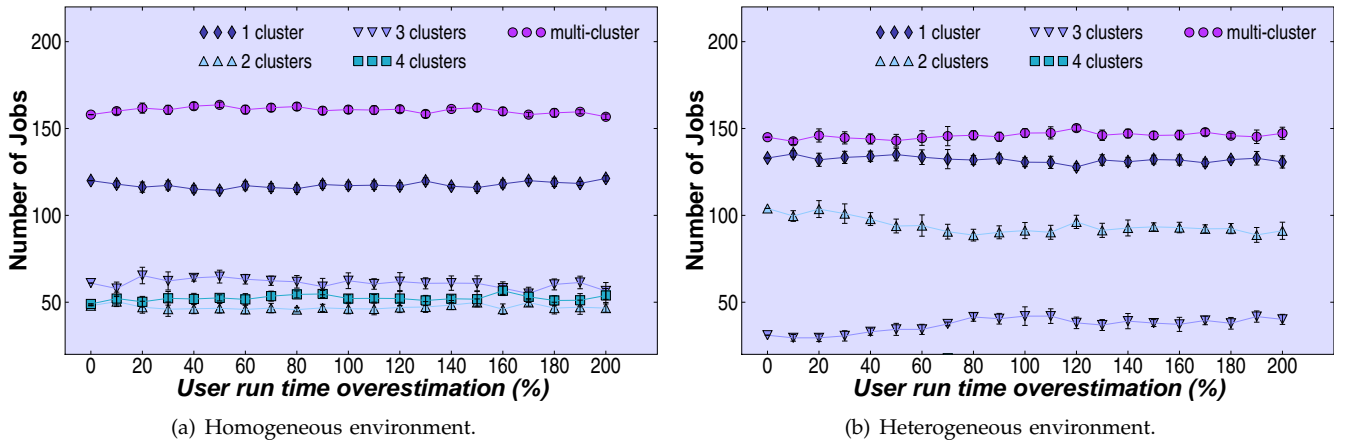 200
150
100
50
Number of Jobs
1 cluster
3 clusters
multi-cluster
2 clusters
4 clusters
0 20 40 60 80 100 120 140 160 180 200
User run time overestimation (%)
(a) Homogeneous environment.
200
150
100
50
Number of Jobs
1 cluster
3 clusters
multi-cluster
2 clusters
4 clusters
0 20 40 60 80 100 120 140 160 180 200
User run time overestimation (%)
(b) Heterogeneous environment.